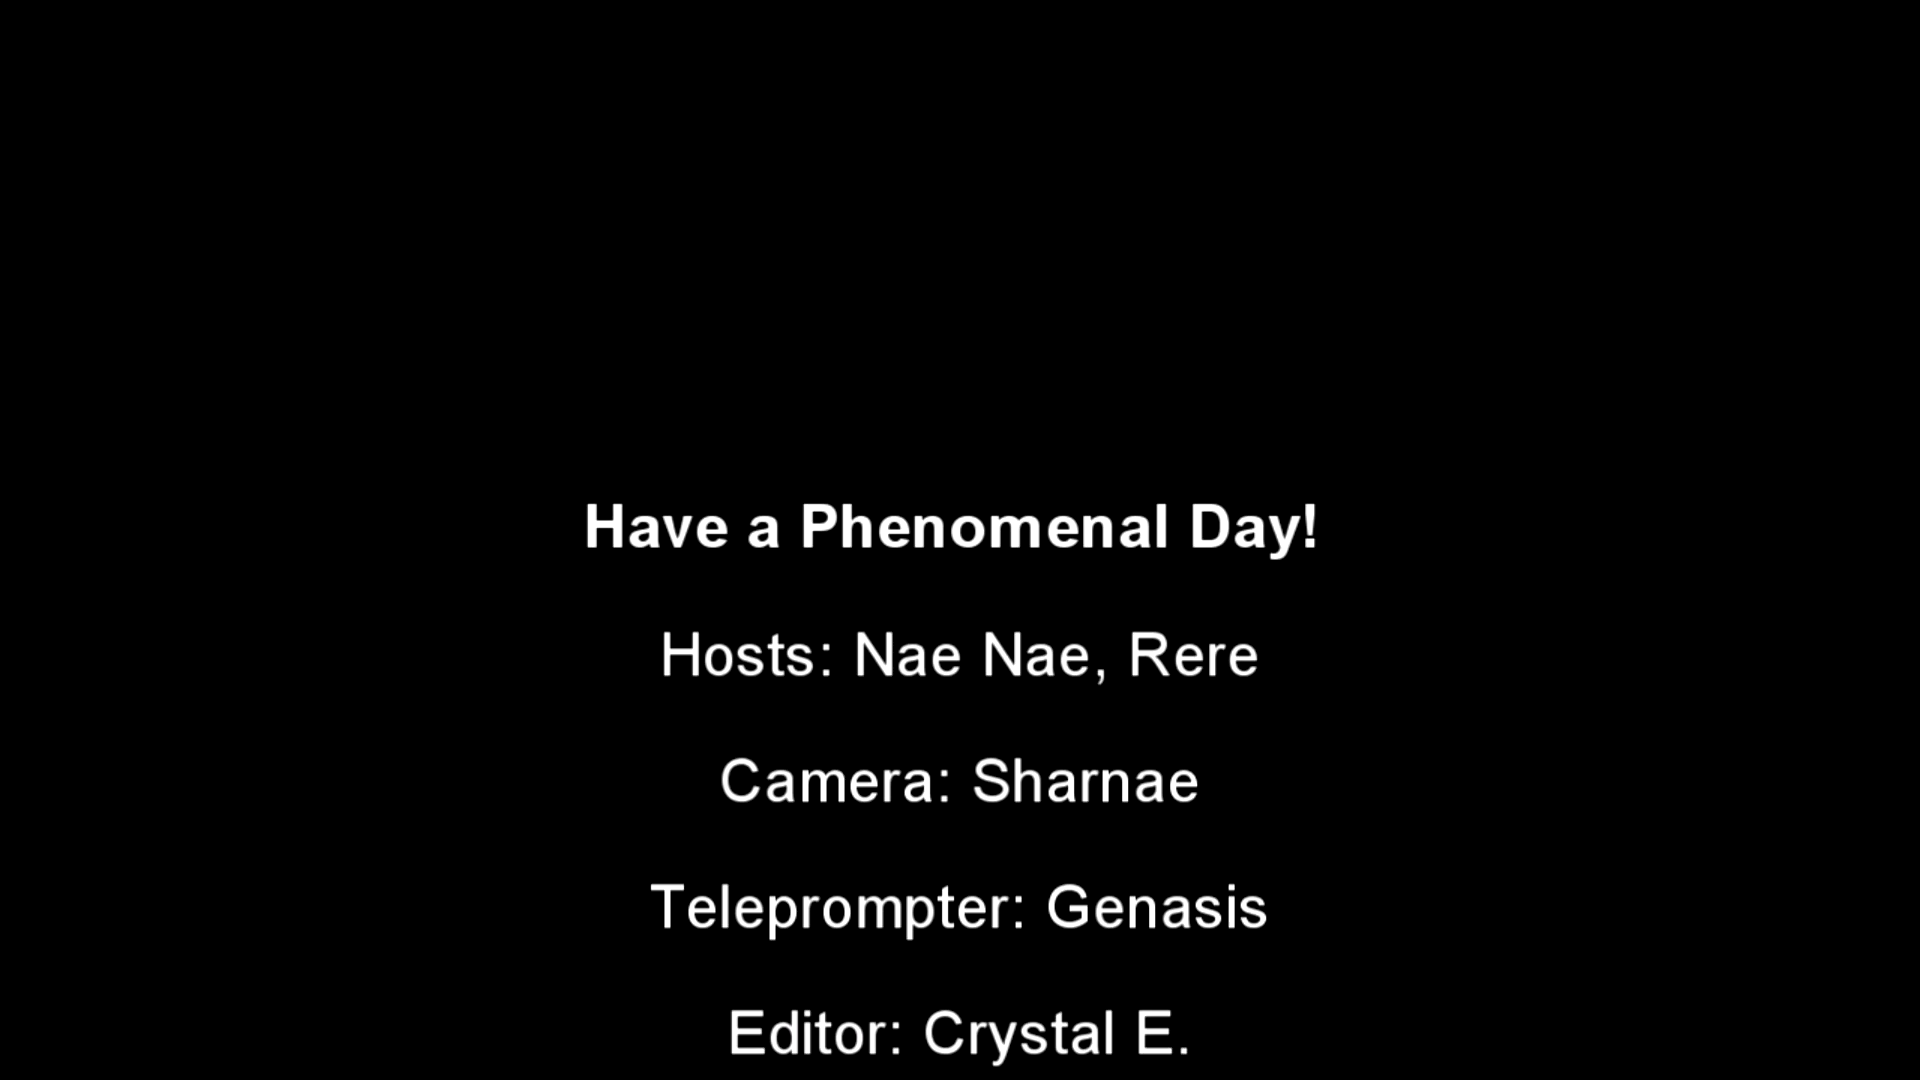 Have a Phenomenal Day!
Hosts: Nae Nae, Rere
Camera: Sharnae
Teleprompter: Genasis
Editor: Crystal E.